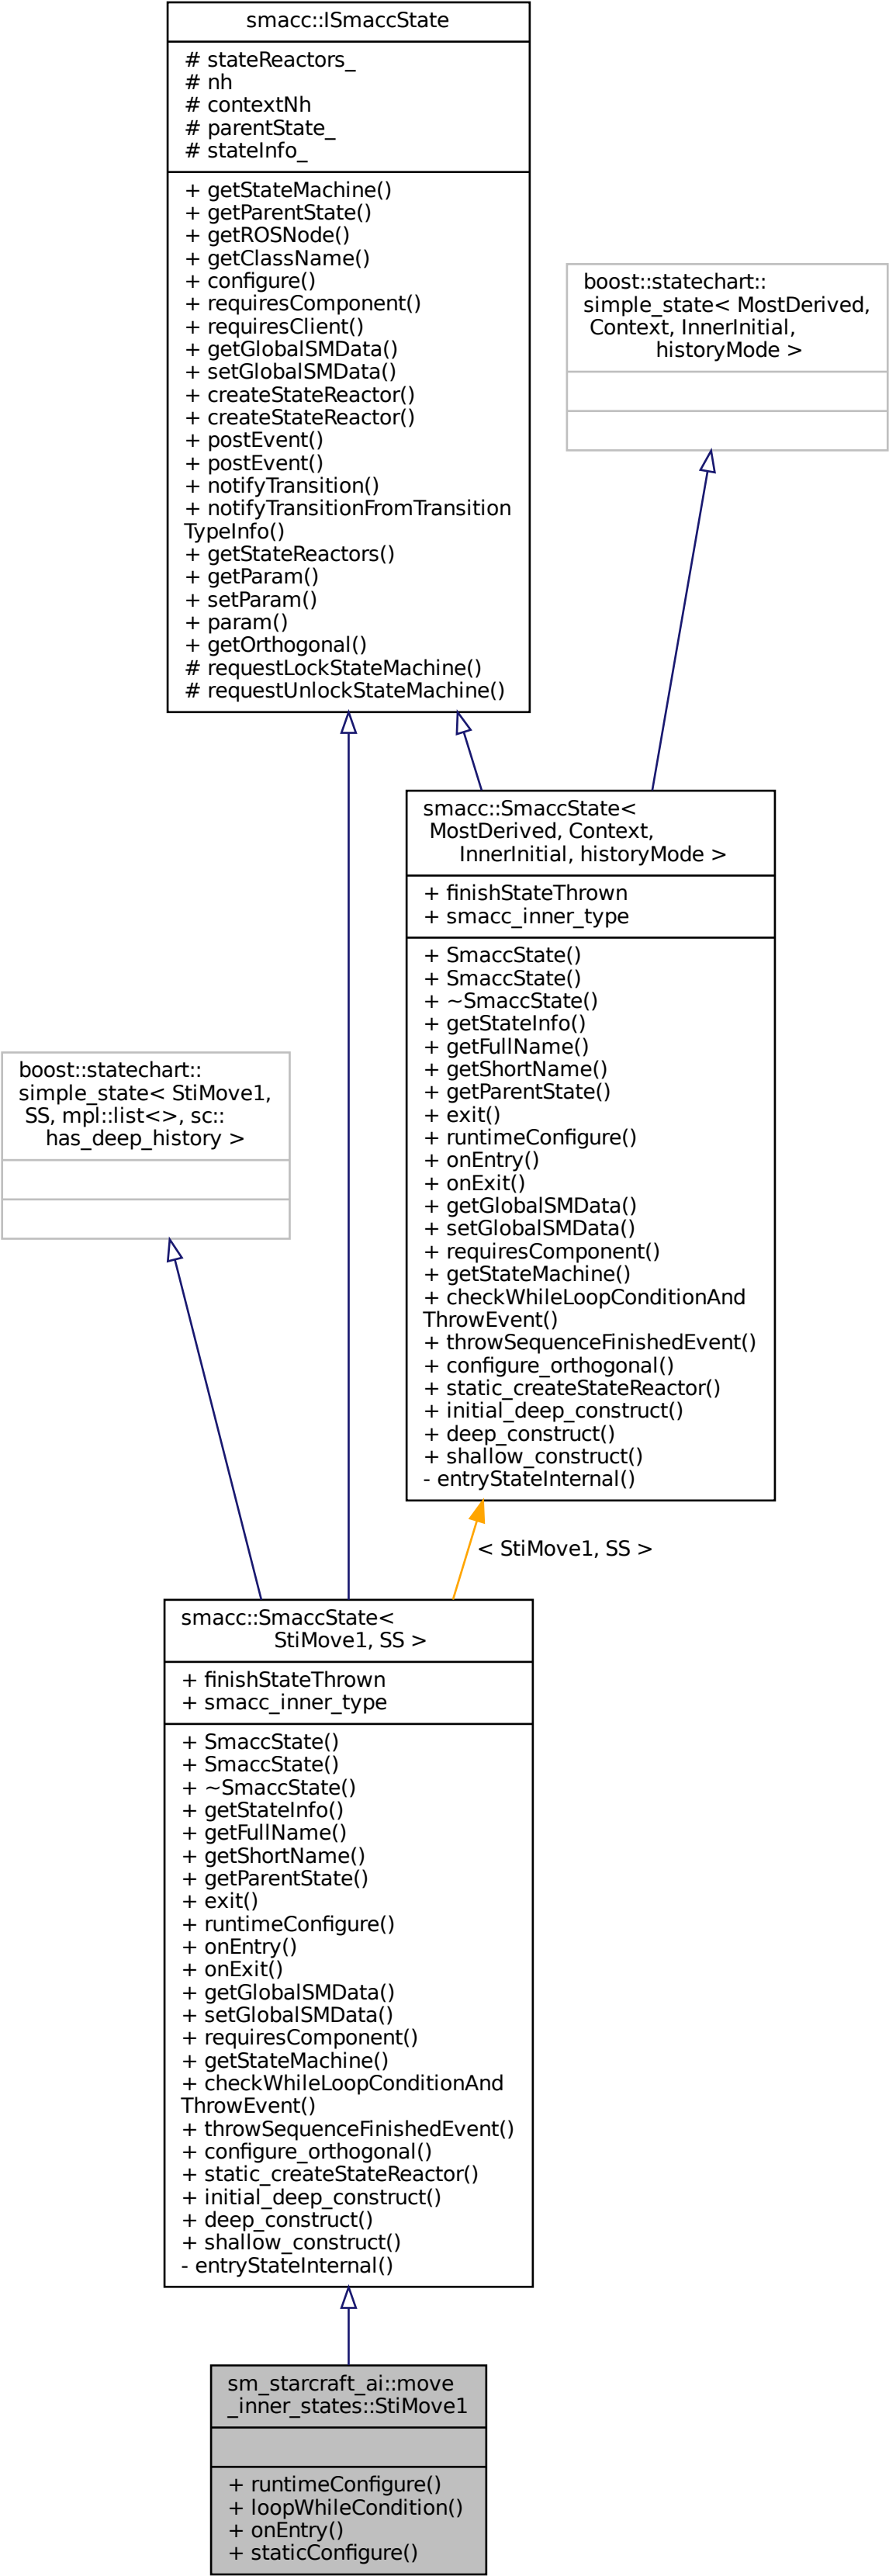 smacc::ISmaccState
# stateReactors_
# nh
# contextNh
# parentState_
# stateInfo_
+ getStateMachine()
+ getParentState()
+ getROSNode()
+ getClassName()
+ configure()
+ requiresComponent()
+ requiresClient()
+ getGlobalSMData()
+ setGlobalSMData()
+ createStateReactor()
+ createStateReactor()
+ postEvent()
+ postEvent()
+ notifyTransition()
+ notifyTransitionFromTransition
TypeInfo()
+ getStateReactors()
+ getParam()
+ setParam()
+ param()
+ getOrthogonal()
# requestLockStateMachine()
# requestUnlockStateMachine()
boost::statechart::
simple_state< MostDerived,
Context, InnerInitial,
historyMode >
smacc::SmaccState<
MostDerived, Context,
InnerInitial, historyMode >
+ finishStateThrown
+ smacc_inner_type
+ SmaccState()
+ SmaccState()
+ ~SmaccState()
+ getStateInfo()
+ getFullName()
+ getShortName()
+ getParentState()
+ exit()
+ runtimeConfigure()
+ onEntry()
+ onExit()
+ getGlobalSMData()
+ setGlobalSMData()
+ requiresComponent()
+ getStateMachine()
+ checkWhileLoopConditionAnd
ThrowEvent()
+ throwSequenceFinishedEvent()
+ configure_orthogonal()
+ static_createStateReactor()
+ initial_deep_construct()
+ deep_construct()
+ shallow_construct()
- entryStateInternal()
boost::statechart::
simple_state< StiMove1,
SS, mpl::list<>, sc::
has_deep_history >
< StiMove1, SS >
smacc::SmaccState<
StiMove1, SS >
+ finishStateThrown
+ smacc_inner_type
+ SmaccState()
+ SmaccState()
+ ~SmaccState()
+ getStateInfo()
+ getFullName()
+ getShortName()
+ getParentState()
+ exit()
+ runtimeConfigure()
+ onEntry()
+ onExit()
+ getGlobalSMData()
+ setGlobalSMData()
+ requiresComponent()
+ getStateMachine()
+ checkWhileLoopConditionAnd
ThrowEvent()
+ throwSequenceFinishedEvent()
+ configure_orthogonal()
+ static_createStateReactor()
+ initial_deep_construct()
+ deep_construct()
+ shallow_construct()
- entryStateInternal()
sm_starcraft_ai::move
_inner_states::StiMove1
+ runtimeConfigure()
+ loopWhileCondition()
+ onEntry()
+ staticConfigure()